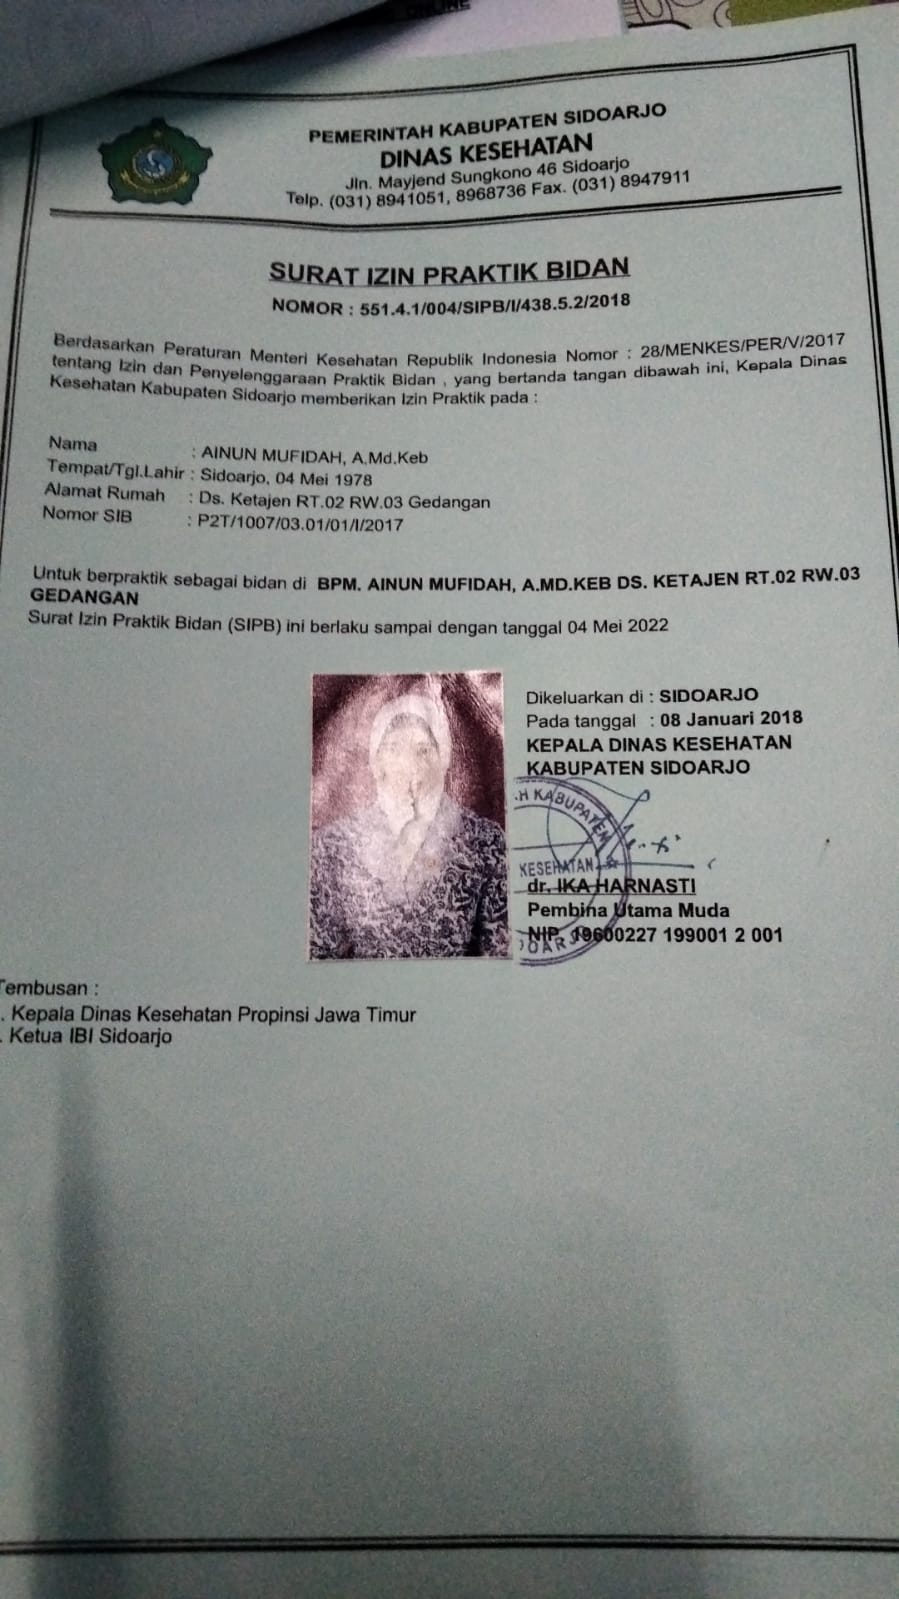 ONLINE
PEMERINTAH KABUPATEN SIDOARJO
DINAS KESEHATAN
Jln. Mayjend Sungkono 46 Sidoarjo
Telp. (031) 8941051, 8968736 Fax. (031) 8947911
SURAT IZIN PRAKTIK BIDAN
NOMOR : 551.4.1/004/SIPB/I/438.5.2/2018
Berdasarkan Peraturan Menteri Kesehatan Republik Indonesia Nomor : 28/MENKES/PER/V/2017
tentang Izin dan Penyelenggaraan Praktik Bidan , yang bertanda tangan dibawah ini, Kepala Dinas
Kesehatan Kabupaten Sidoarjo memberikan Izin Praktik pada :
Nama : AINUN MUFIDAH, A.Md.Keb
Tempat/Tgl.Lahir : Sidoarjo, 04 Mei 1978
Alamat Rumah : Ds. Ketajen RT.02 RW.03 Gedangan
Nomor SIB : P2T/1007/03.01/01/I/2017
Untuk berpraktik sebagai bidan di BPM. AINUN MUFIDAH, A.MD.KEB DS. KETAJEN RT.02 RW.03
GEDANGAN
Surat Izin Praktik Bidan (SIPB) ini berlaku sampai dengan tanggal 04 Mei 2022
Dikeluarkan di : SIDOARJO
Pada tanggal : 08 Januari 2018
KEPALA DINAS KESEHATAN
KABUPATEN SIDOARJO
H KABUPATEN
KESEHATAN
dr. IKA HARNASTI
Pembina Utama Muda
NIP. 19600227 199001 2 001
Tembusan :
. Kepala Dinas Kesehatan Propinsi Jawa Timur
. Ketua IBI Sidoarjo